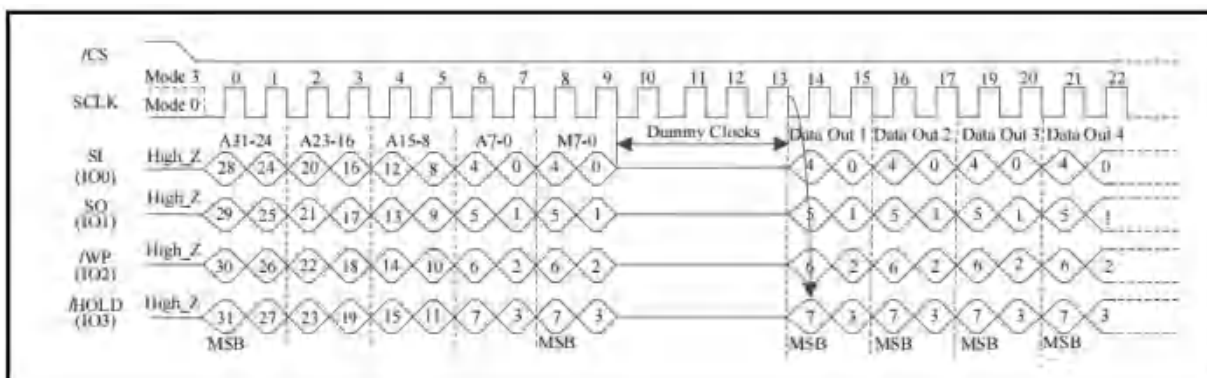 /CS
Mode 3 0 1 2 3 4 5 6 7 8 9 10 11 12 13 14 15 16 17 19 20 21 22
SCLK
Mode 0
A31-24 A23-16 A15-8 A7-0 M7-0 Dummy Clocks Data Out 1 Data Out 2 Data Out 3 Data Out 4
SI High_Z 28 24 20 16 12 8 4 0 4 0 4 0 4 0 4 0 4 0
(IO0)
SO High_Z 29 25 21 17 13 9 5 1 5 1 5 1 5 1 5 1 5 1
(IO1)
/WP High_Z 30 26 22 18 14 10 6 2 6 2 6 2 6 2 6 2 6 2
(IO2)
/HOLD High_Z 31 27 23 19 15 11 7 3 7 3 7 3 7 3 7 3 7 3
(IO3)
MSB MSB MSB MSB MSB MSB